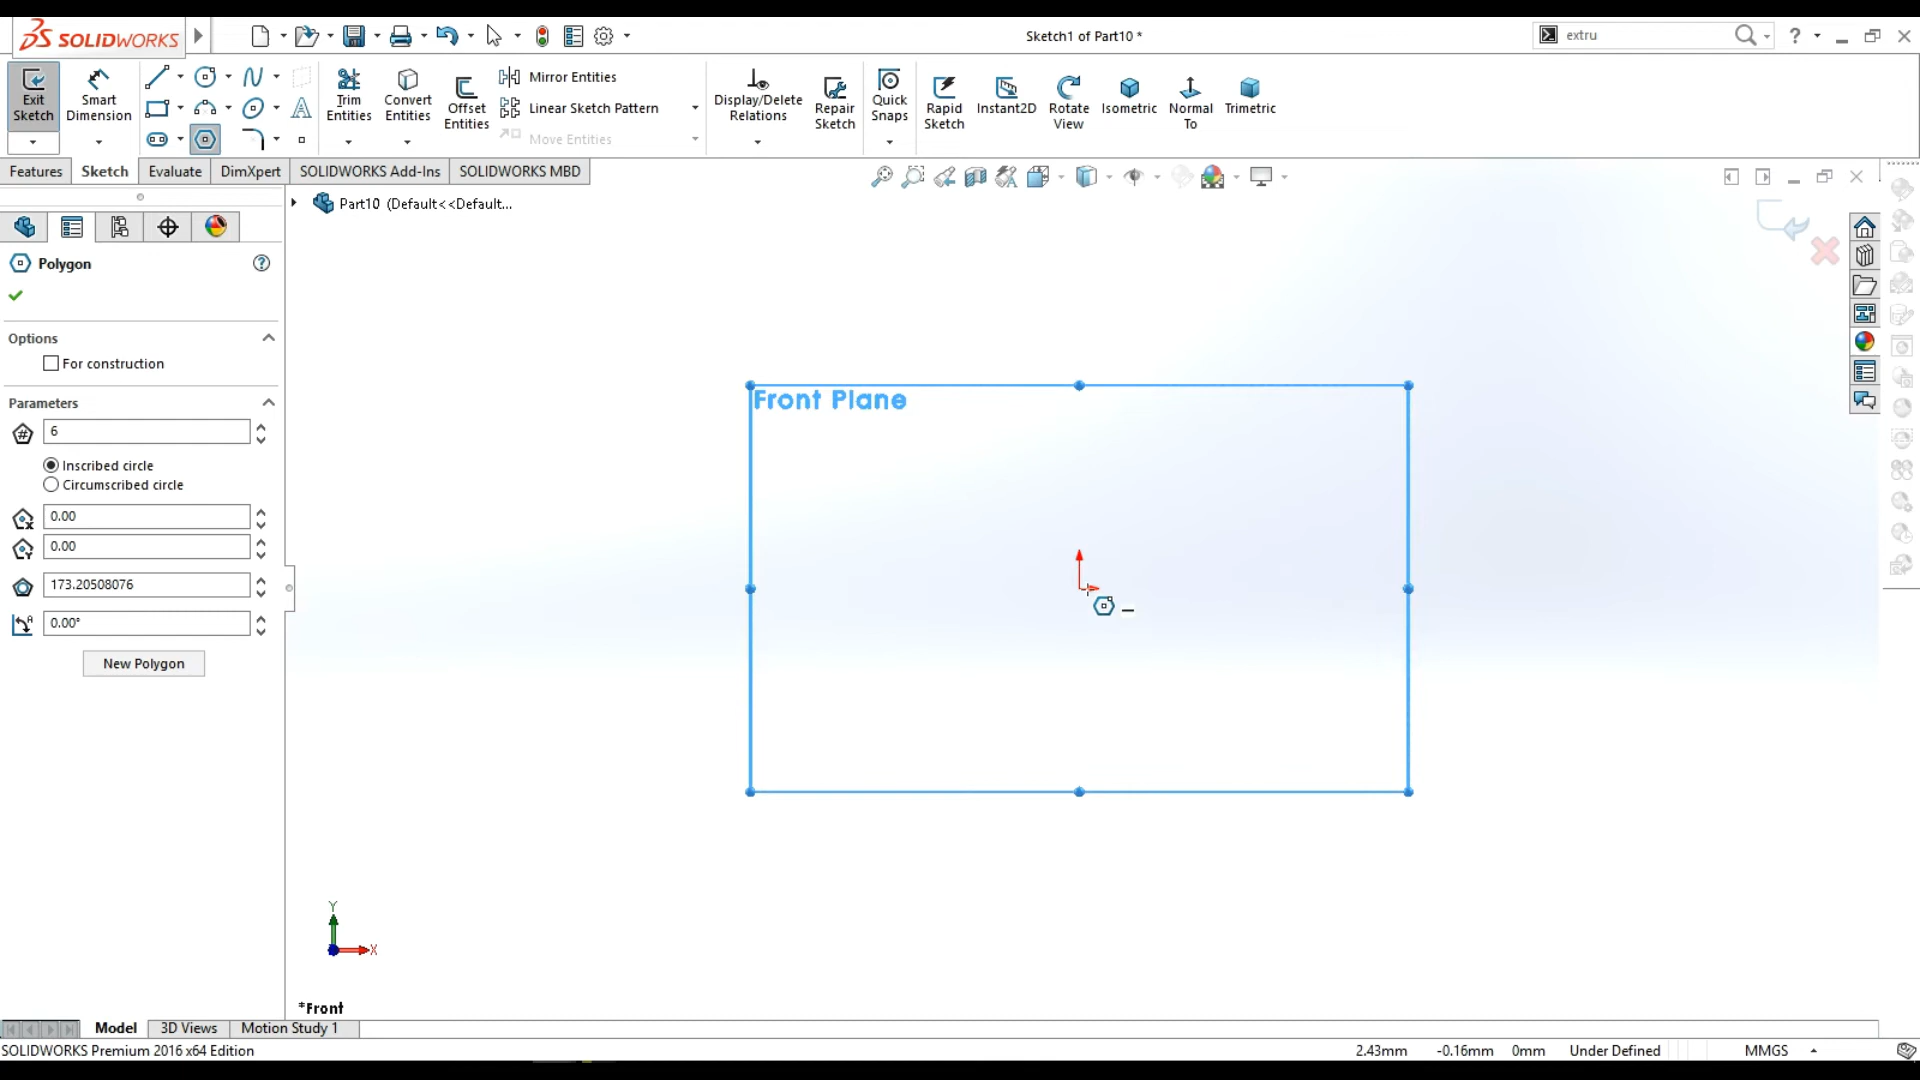 SOLIDWORKS
Sketch1 of Part10 *
extru
Exit Sketch
Smart Dimension
Trim Entities
Convert Entities
Offset Entities
Mirror Entities
Linear Sketch Pattern
Move Entities
Display/Delete Relations
Repair Sketch
Quick Snaps
Rapid Sketch
Instant2D
Rotate View
Isometric
Normal To
Trimetric
Features
Sketch
Evaluate
DimXpert
SOLIDWORKS Add-Ins
SOLIDWORKS MBD
Part10 (Default<<Default...
Polygon
Options
For construction
Parameters
6
Inscribed circle
Circumscribed circle
0.00
0.00
173.20508076
0.00°
New Polygon
Front Plane
Y
X
*Front
Model
3D Views
Motion Study 1
SOLIDWORKS Premium 2016 x64 Edition
2.43mm
-0.16mm
0mm
Under Defined
MMGS